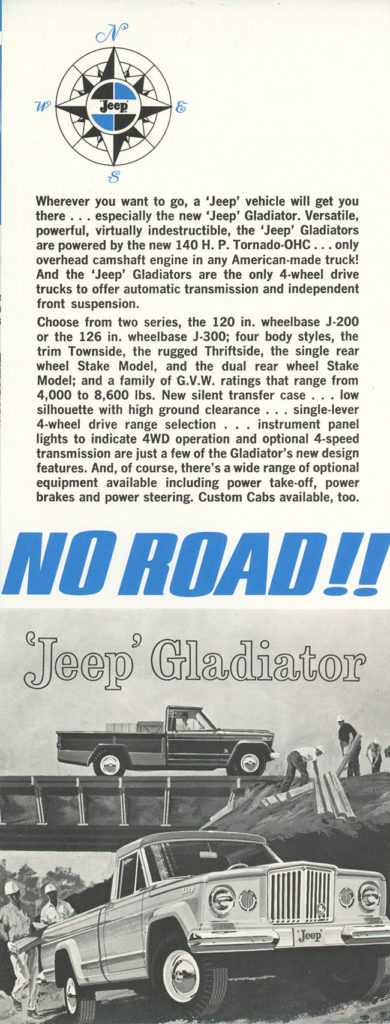 N
W
'Jeep'
E
S
Wherever you want to go, a 'Jeep' vehicle will get you
there . . . especially the new 'Jeep' Gladiator. Versatile,
powerful, virtually indestructible, the 'Jeep' Gladiators
are powered by the new 140 H. P. Tornado-OHC . . . only
overhead camshaft engine in any American-made truck!
And the 'Jeep' Gladiators are the only 4-wheel drive
trucks to offer automatic transmission and independent
front suspension.
Choose from two series, the 120 in. wheelbase J-200
or the 126 in. wheelbase J-300; four body styles, the
trim Townside, the rugged Thriftside, the single rear
wheel Stake Model, and the dual rear wheel Stake
Model; and a family of G.V.W. ratings that range from
4,000 to 8,600 lbs. New silent transfer case . . . low
silhouette with high ground clearance . . . single-lever
4-wheel drive range selection . . . instrument panel
lights to indicate 4WD operation and optional 4-speed
transmission are just a few of the Gladiator's new design
features. And, of course, there's a wide range of optional
equipment available including power take-off, power
brakes and power steering. Custom Cabs available, too.
NO ROAD!!
'Jeep' Gladiator
JEEP
'Jeep'